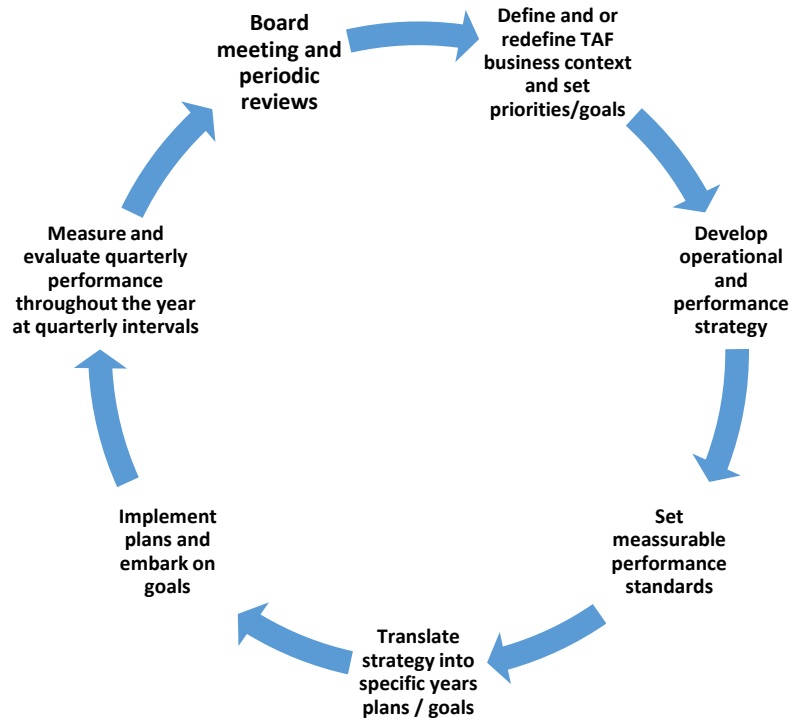 Board
meeting and
periodic
reviews
Define and or
redefine TAF
business context
and set
priorities/goals
Develop
operational
and
performance
strategy
Set
meassurable
performance
standards
Translate
strategy into
specific years
plans / goals
Implement
plans and
embark on
goals
Measure and
evaluate quarterly
performance
throughout the year
at quarterly intervals